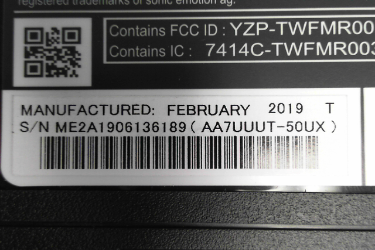 registered trademarks of sonic emotion ag.
Contains FCC ID : YZP-TWFMR00
Contains IC : 7414C-TWFMR003
MANUFACTURED: FEBRUARY 2019 T
S/N ME2A1906136189 ( AA7UUUT-50UX )